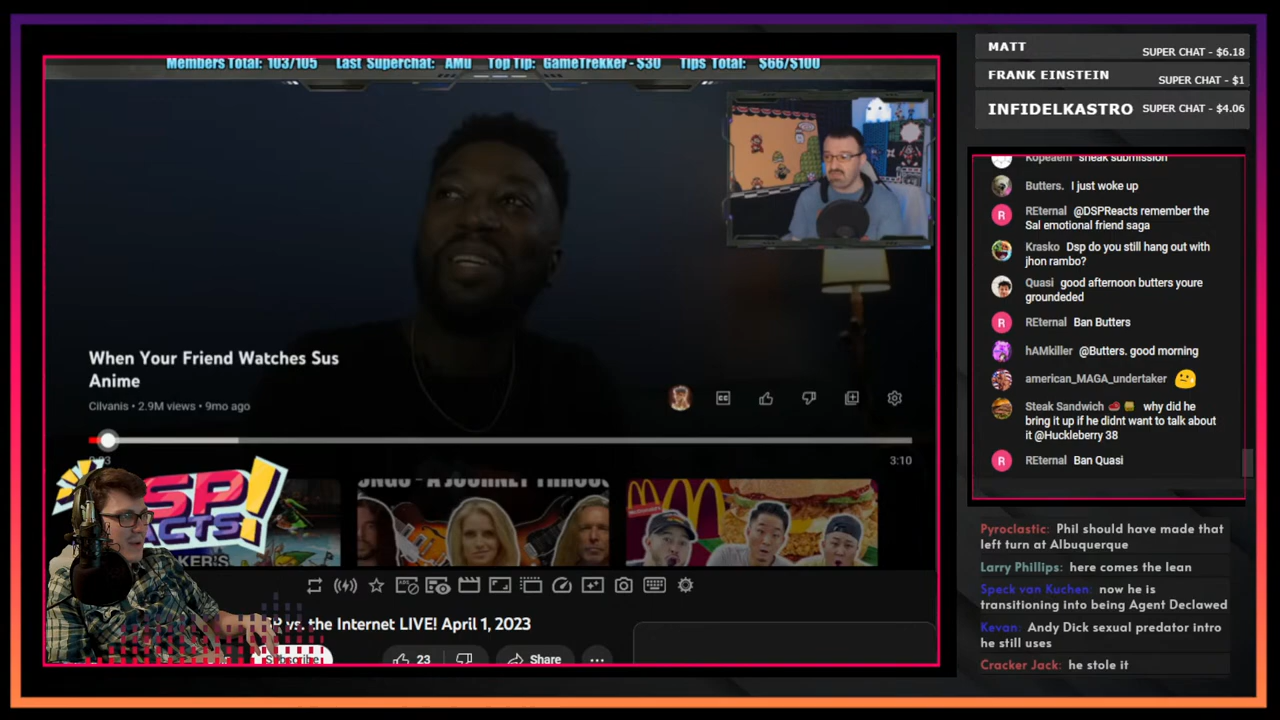 Members Total: 103/105 Last Superchat: AMU Top Tip: GameTrekker - $30 Tips Total: $66/$100
When Your Friend Watches Sus
Anime
Cilvanis • 2.9M views • 9mo ago
CC
3:10
SP!
ACTS
McDonald's
SP vs. the Internet LIVE! April 1, 2023
Subscribe
23
Share
MATT SUPER CHAT - $6.18
FRANK EINSTEIN SUPER CHAT - $1
INFIDELKASTRO SUPER CHAT - $4.06
Kopeaem sneak submission
Butters. I just woke up
R REternal @DSPReacts remember the
Sal emotional friend saga
Krasko Dsp do you still hang out with
jhon rambo?
Quasi good afternoon butters youre
groundeded
R REternal Ban Butters
hAMkiller @Butters. good morning
american_MAGA_undertaker
Steak Sandwich why did he
bring it up if he didnt want to talk about
it @Huckleberry 38
R REternal Ban Quasi
Pyroclastic: Phil should have made that
left turn at Albuquerque
Larry Phillips: here comes the lean
Speck van Kuchen: now he is
transitioning into being Agent Declawed
Kevan: Andy Dick sexual predator intro
he still uses
Cracker Jack: he stole it